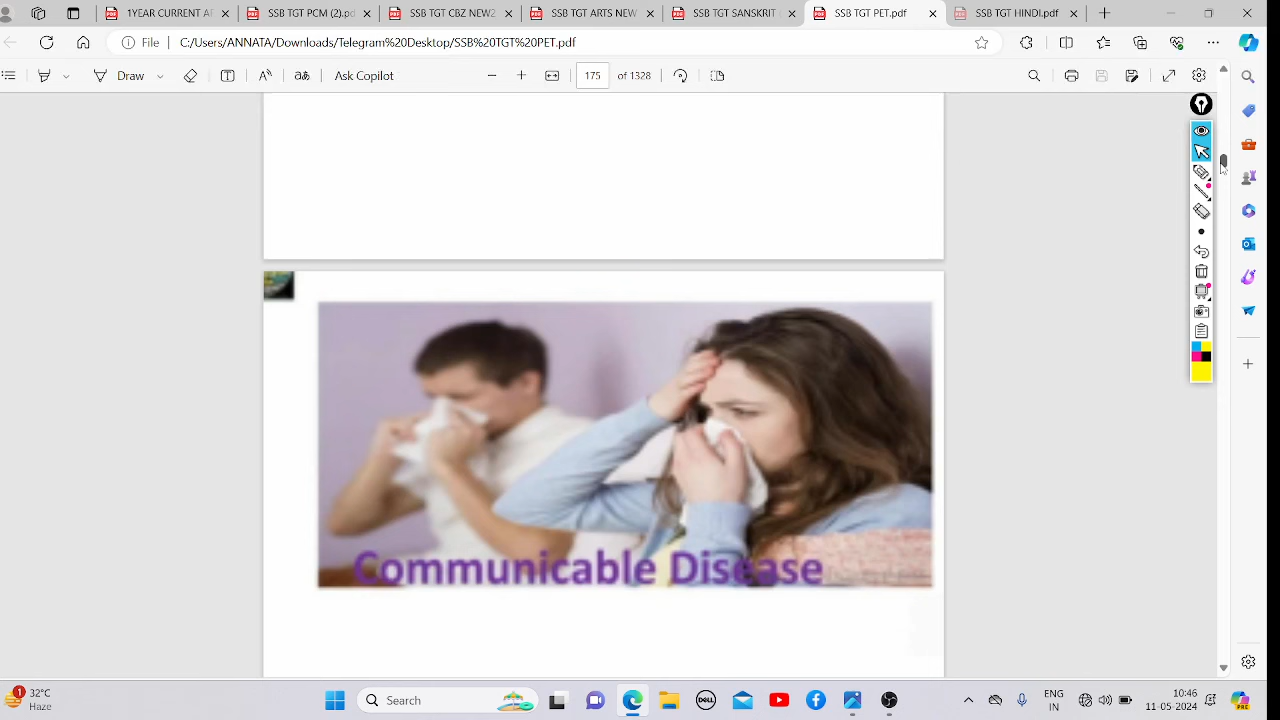 1YEAR CURRENT AF
SSB TGT PCM (2).pd
SSB TGT CBZ NEW2
SSB TGT ARTS NEW
SSB TGT SANSKRIT (
SSB TGT PET.pdf
SSB TGT HINDI.pdf
File
C:/Users/ANNATA/Downloads/Telegram%20Desktop/SSB%20TGT%20PET.pdf
Draw
Ask Copilot
175
of 1328
Communicable Disease
1
32°C
Haze
Search
DELL
ENG
IN
10:46
11-05-2024